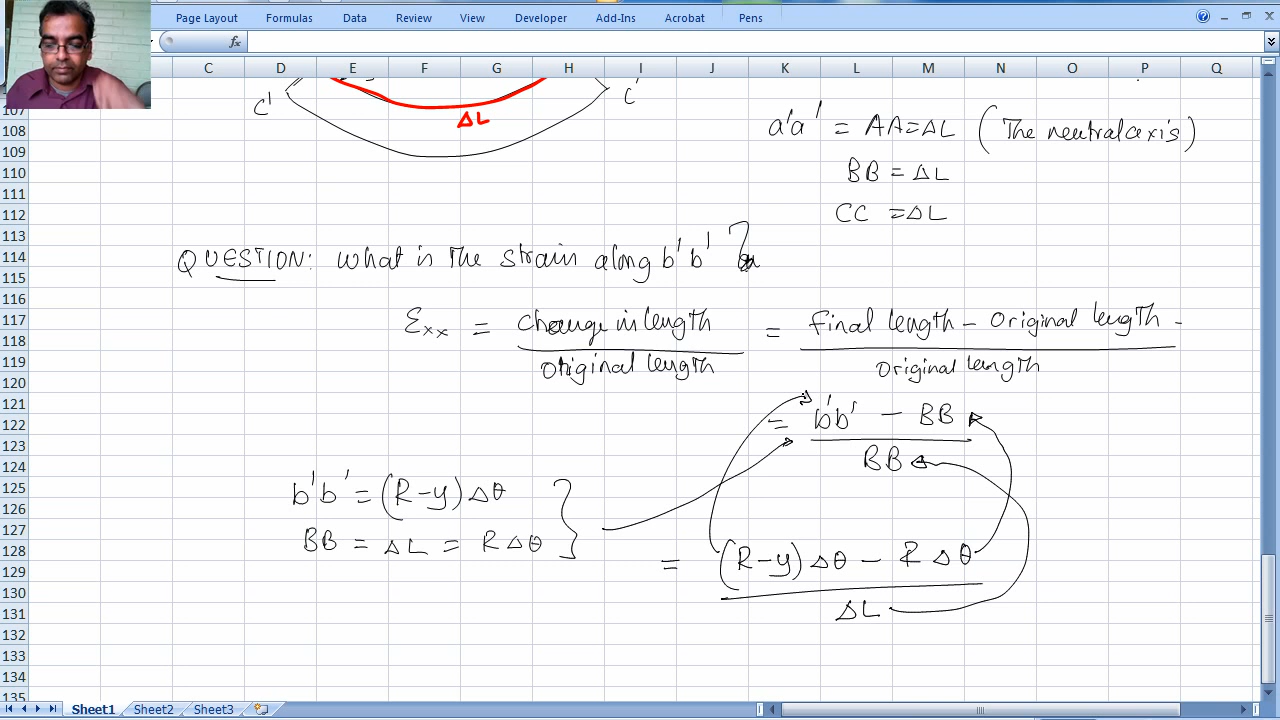 Page Layout Formulas Data Review View Developer Add-Ins Acrobat Pens
fx
C D E F G H I J K L M N O P Q
107
108
109
110
111
112
113
114
115
116
117
118
119
120
121
122
123
124
125
126
127
128
129
130
131
132
133
134
135
c' c'
ΔL
a'a' = AA=ΔL (The neutral axis)
BB = ΔL
CC = ΔL
QUESTION: what is the strain along b'b' ?
Ɛxx = change in length / original length = final length - original length / original length
= b'b' - BB / BB
b'b' = (R-y) Δθ
BB = ΔL = RΔθ }
= (R-y) Δθ - R Δθ / ΔL
Sheet1 Sheet2 Sheet3